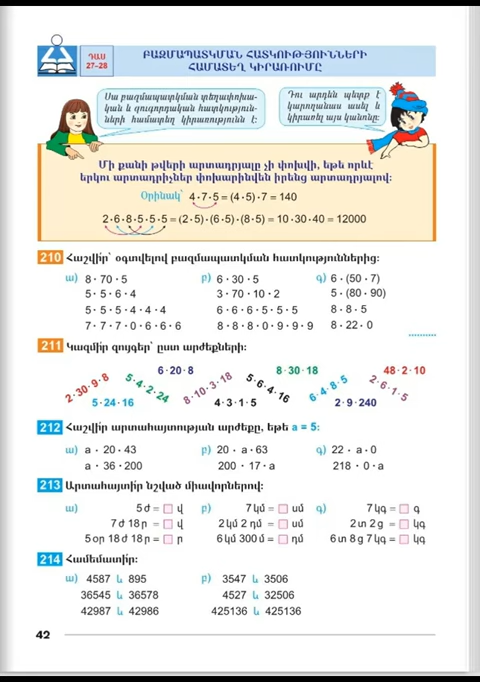 ԴԱՍ
27–28
ԲԱԶՄԱՊԱՏԿՄԱՆ ՀԱՏԿՈՒԹՅՈՒՆՆԵՐԻ
ՀԱՄԱՏԵՂ ԿԻՐԱՌՈՒՄԸ
Սա բազմապատկման տեղափոխա-
կան և զուգորդական հատկություն-
ների համատեղ կիրառությունն է:
Դու արդեն պետք է
կարողանաս ասել և
կիրառել այս կանոնը:
Մի քանի թվերի արտադրյալը չի փոխվի, եթե որևէ
երկու արտադրիչներ փոխարինվեն իրենց արտադրյալով:
Օրինակ՝ 4 · 7 · 5 = (4 · 5) · 7 = 140
2 · 6 · 8 · 5 · 5 · 5 = (2 · 5) · (6 · 5) · (8 · 5) = 10 · 30 · 40 = 12000
210 Հաշվի՛ր՝ օգտվելով բազմապատկման հատկություններից:
ա) 8 · 70 · 5 բ) 6 · 30 · 5 գ) 6 · (50 · 7)
5 · 5 · 6 · 4 3 · 70 · 10 · 2 5 · (80 · 90)
5 · 5 · 5 · 4 · 4 · 4 6 · 6 · 6 · 5 · 5 · 5 8 · 8 · 5
7 · 7 · 7 · 0 · 6 · 6 · 6 8 · 8 · 8 · 0 · 9 · 9 · 9 8 · 22 · 0
211 Կազմի՛ր զույգեր՝ ըստ արժեքների:
6 · 20 · 8 8 · 30 · 18 48 · 2 · 10
2 · 30 · 9 · 8 5 · 4 · 2 · 24 8 · 10 · 3 · 18 5 · 6 · 4 · 16 6 · 4 · 8 · 5 2 · 6 · 1 · 5
5 · 24 · 16 4 · 3 · 1 · 5 2 · 9 · 240
212 Հաշվի՛ր արտահայտության արժեքը, եթե a = 5:
ա) a · 20 · 43 բ) 20 · a · 63 գ) 22 · a · 0
a · 36 · 200 200 · 17 · a 218 · 0 · a
213 Արտահայտի՛ր նշված միավորներով:
ա) 5 ժ = □ վ բ) 7 կմ = □ սմ գ) 7 կգ = □ գ
7 ժ 18 ր = □ վ 2 կմ 2 դմ = □ սմ 2 տ 2 ց = □ կգ
5 օր 18 ժ 18 ր = □ ր 6 կմ 300 մ = □ դմ 6 տ 8 ց 7 կգ = □ կգ
214 Համեմատի՛ր:
ա) 4587 և 895 բ) 3547 և 3506
36545 և 36578 4527 և 32506
42987 և 42986 425136 և 425136
42